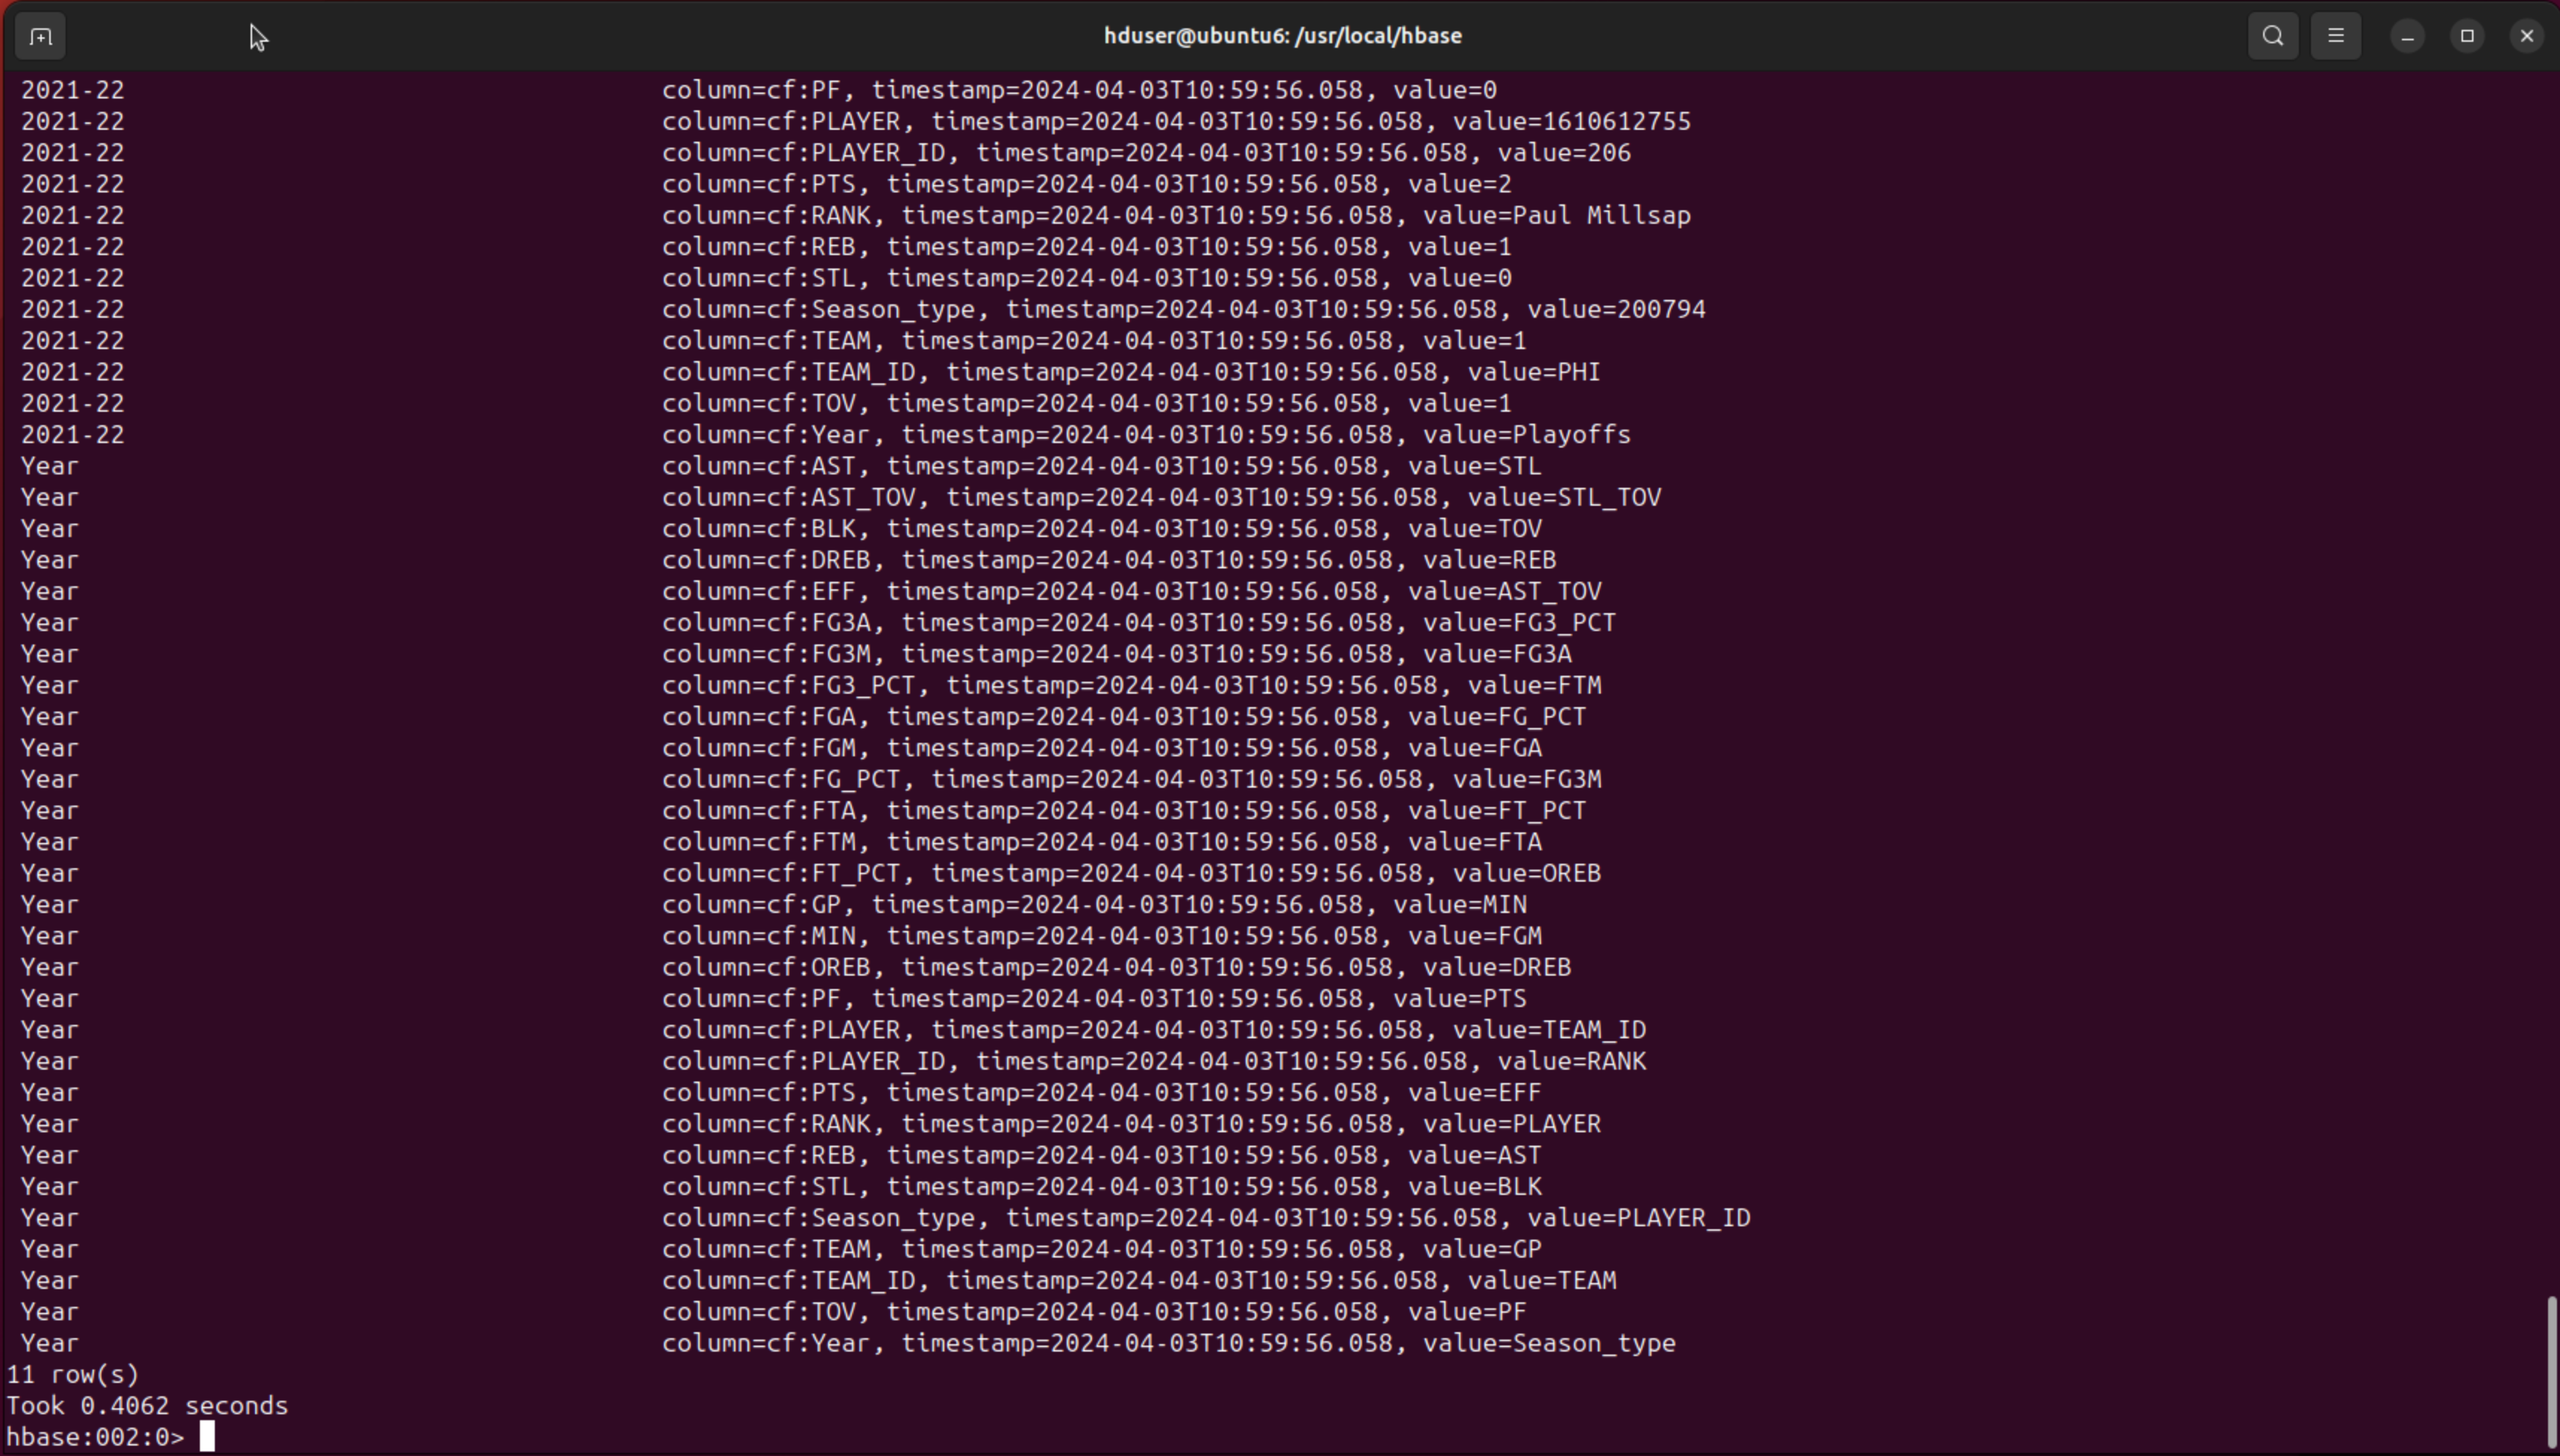 hduser@ubuntu6: /usr/local/hbase
2021-22 column=cf:PF, timestamp=2024-04-03T10:59:56.058, value=0
2021-22 column=cf:PLAYER, timestamp=2024-04-03T10:59:56.058, value=1610612755
2021-22 column=cf:PLAYER_ID, timestamp=2024-04-03T10:59:56.058, value=206
2021-22 column=cf:PTS, timestamp=2024-04-03T10:59:56.058, value=2
2021-22 column=cf:RANK, timestamp=2024-04-03T10:59:56.058, value=Paul Millsap
2021-22 column=cf:REB, timestamp=2024-04-03T10:59:56.058, value=1
2021-22 column=cf:STL, timestamp=2024-04-03T10:59:56.058, value=0
2021-22 column=cf:Season_type, timestamp=2024-04-03T10:59:56.058, value=200794
2021-22 column=cf:TEAM, timestamp=2024-04-03T10:59:56.058, value=1
2021-22 column=cf:TEAM_ID, timestamp=2024-04-03T10:59:56.058, value=PHI
2021-22 column=cf:TOV, timestamp=2024-04-03T10:59:56.058, value=1
2021-22 column=cf:Year, timestamp=2024-04-03T10:59:56.058, value=Playoffs
Year column=cf:AST, timestamp=2024-04-03T10:59:56.058, value=STL
Year column=cf:AST_TOV, timestamp=2024-04-03T10:59:56.058, value=STL_TOV
Year column=cf:BLK, timestamp=2024-04-03T10:59:56.058, value=TOV
Year column=cf:DREB, timestamp=2024-04-03T10:59:56.058, value=REB
Year column=cf:EFF, timestamp=2024-04-03T10:59:56.058, value=AST_TOV
Year column=cf:FG3A, timestamp=2024-04-03T10:59:56.058, value=FG3_PCT
Year column=cf:FG3M, timestamp=2024-04-03T10:59:56.058, value=FG3A
Year column=cf:FG3_PCT, timestamp=2024-04-03T10:59:56.058, value=FTM
Year column=cf:FGA, timestamp=2024-04-03T10:59:56.058, value=FG_PCT
Year column=cf:FGM, timestamp=2024-04-03T10:59:56.058, value=FGA
Year column=cf:FG_PCT, timestamp=2024-04-03T10:59:56.058, value=FG3M
Year column=cf:FTA, timestamp=2024-04-03T10:59:56.058, value=FT_PCT
Year column=cf:FTM, timestamp=2024-04-03T10:59:56.058, value=FTA
Year column=cf:FT_PCT, timestamp=2024-04-03T10:59:56.058, value=OREB
Year column=cf:GP, timestamp=2024-04-03T10:59:56.058, value=MIN
Year column=cf:MIN, timestamp=2024-04-03T10:59:56.058, value=FGM
Year column=cf:OREB, timestamp=2024-04-03T10:59:56.058, value=DREB
Year column=cf:PF, timestamp=2024-04-03T10:59:56.058, value=PTS
Year column=cf:PLAYER, timestamp=2024-04-03T10:59:56.058, value=TEAM_ID
Year column=cf:PLAYER_ID, timestamp=2024-04-03T10:59:56.058, value=RANK
Year column=cf:PTS, timestamp=2024-04-03T10:59:56.058, value=EFF
Year column=cf:RANK, timestamp=2024-04-03T10:59:56.058, value=PLAYER
Year column=cf:REB, timestamp=2024-04-03T10:59:56.058, value=AST
Year column=cf:STL, timestamp=2024-04-03T10:59:56.058, value=BLK
Year column=cf:Season_type, timestamp=2024-04-03T10:59:56.058, value=PLAYER_ID
Year column=cf:TEAM, timestamp=2024-04-03T10:59:56.058, value=GP
Year column=cf:TEAM_ID, timestamp=2024-04-03T10:59:56.058, value=TEAM
Year column=cf:TOV, timestamp=2024-04-03T10:59:56.058, value=PF
Year column=cf:Year, timestamp=2024-04-03T10:59:56.058, value=Season_type
11 row(s)
Took 0.4062 seconds
hbase:002:0>